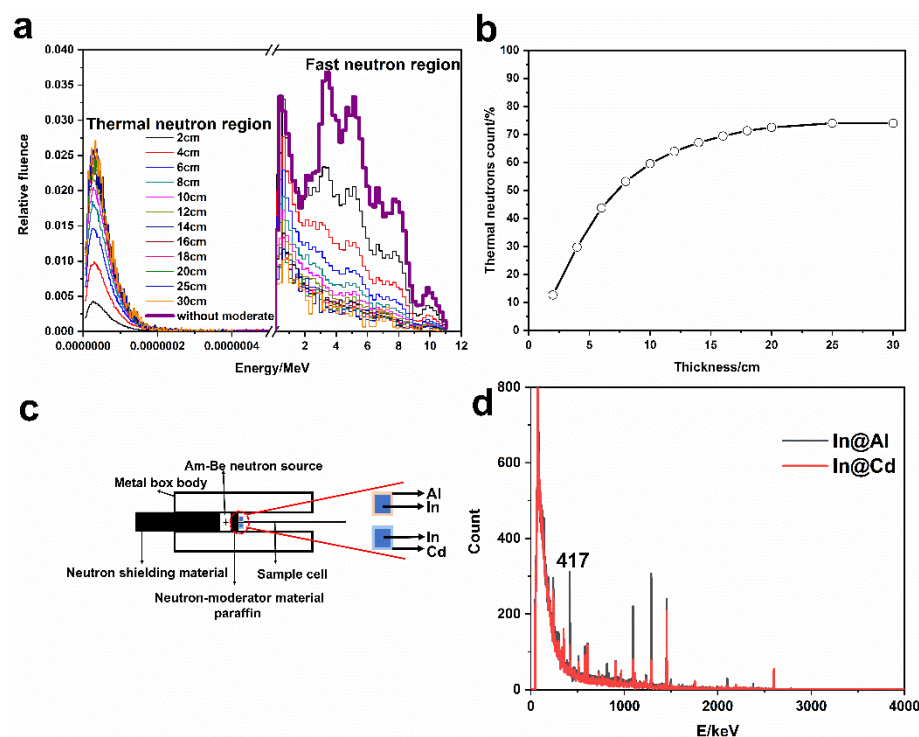 a
0.040
0.035
0.030
0.025
0.020
0.015
0.010
0.005
0.000
Relative fluence
Thermal neutron region
Fast neutron region
2cm
4cm
6cm
8cm
10cm
12cm
14cm
16cm
18cm
20cm
25cm
30cm
without moderate
0.0000000 0.0000002 0.0000004 2 4 6 8 10 12
Energy/MeV
b
100
90
80
70
60
50
40
30
20
10
0
Thermal neutrons count/%
0 5 10 15 20 25 30
Thickness/cm
c
Am-Be neutron source
Metal box body
Al
In
In
Cd
Neutron shielding material
Sample cell
Neutron-moderator material
paraffin
d
800
600
400
200
0
Count
In@Al
In@Cd
417
0 1000 2000 3000 4000
E/keV